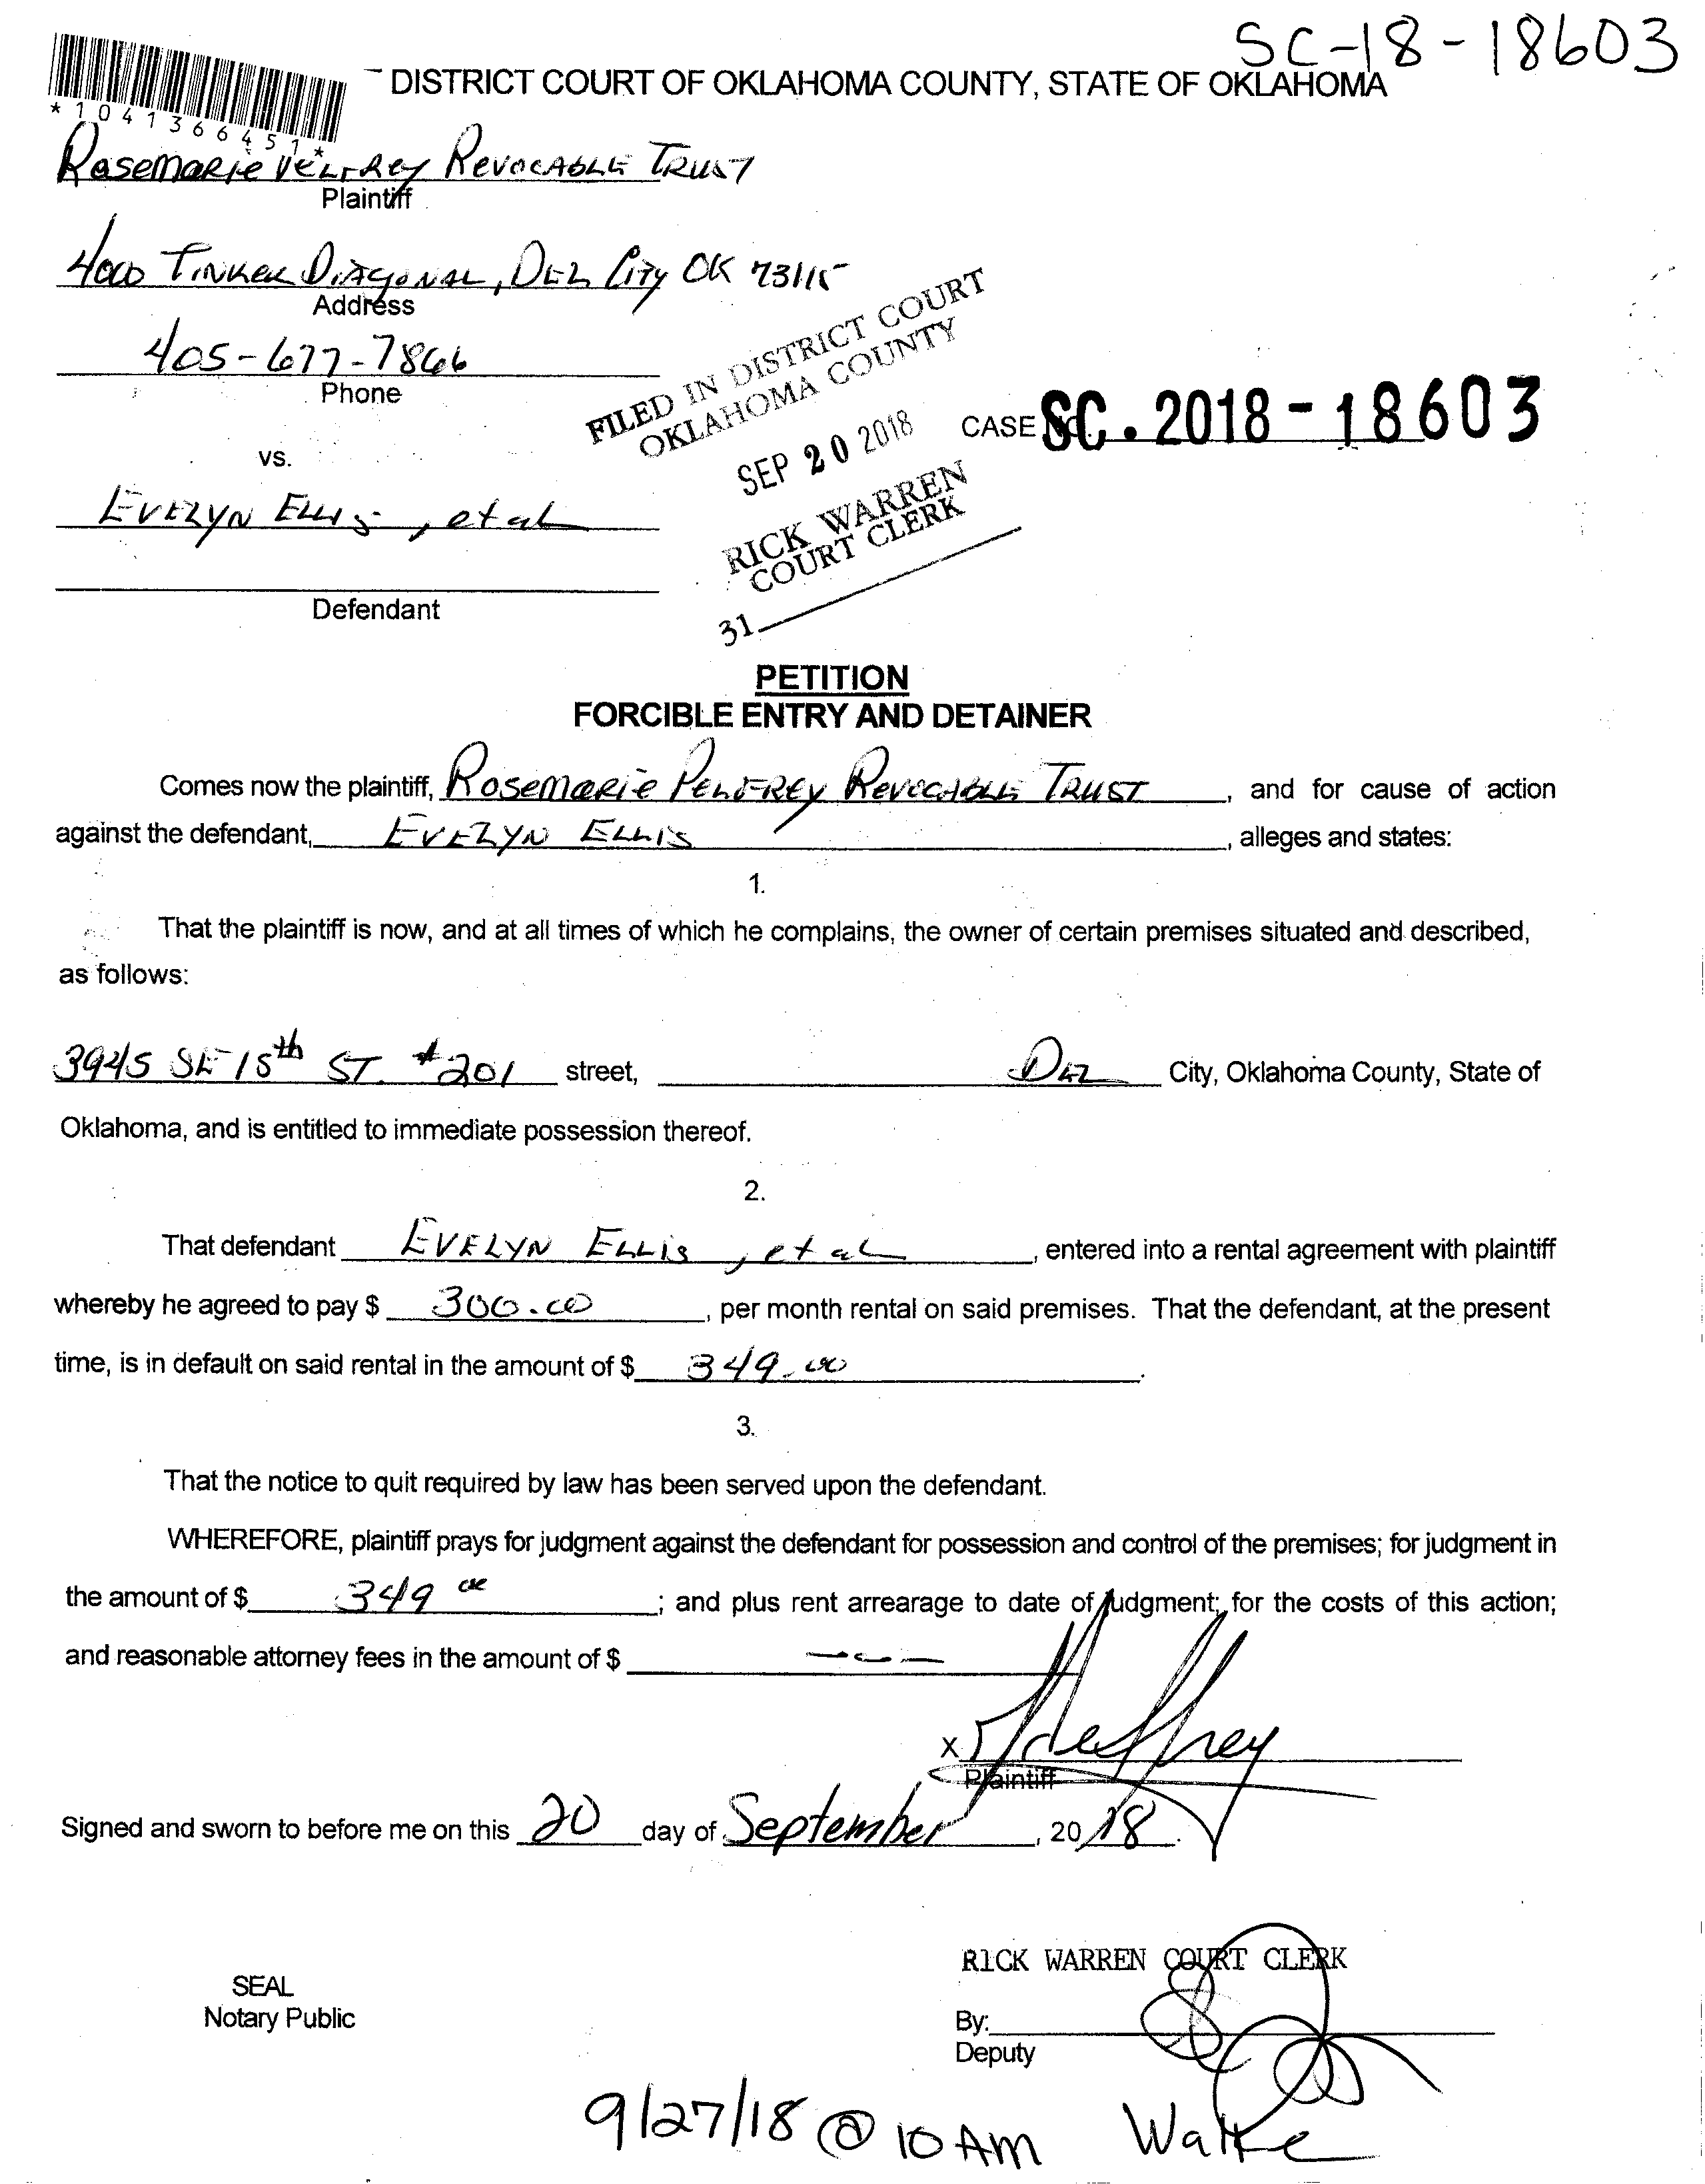 SC-18-18603
DISTRICT COURT OF OKLAHOMA COUNTY, STATE OF OKLAHOMA
*1041366451*
Rosemarie Pelfrey Revocable Trust
Plaintiff
4000 Tinker Diagonal, Del City OK 73115
Address
405-677-7866
Phone
FILED IN DISTRICT COURT
OKLAHOMA COUNTY
SEP 20 2018
RICK WARREN
COURT CLERK
31
CASE NO. SC. 2018-18603
vs.
Evelyn Ellis, et al
Defendant
PETITION
FORCIBLE ENTRY AND DETAINER
Comes now the plaintiff, Rosemarie Pelfrey Revocable Trust, and for cause of action
against the defendant, Evelyn Ellis, alleges and states:
1.
That the plaintiff is now, and at all times of which he complains, the owner of certain premises situated and described,
as follows:
3945 SE 15th ST. #201 street, Del City, Oklahoma County, State of
Oklahoma, and is entitled to immediate possession thereof.
2.
That defendant Evelyn Ellis, et al, entered into a rental agreement with plaintiff
whereby he agreed to pay $ 300.00, per month rental on said premises. That the defendant, at the present
time, is in default on said rental in the amount of $ 349.00.
3.
That the notice to quit required by law has been served upon the defendant.
WHEREFORE, plaintiff prays for judgment against the defendant for possession and control of the premises; for judgment in
the amount of $ 349 00; and plus rent arrearage to date of judgment; for the costs of this action;
and reasonable attorney fees in the amount of $ ---
X
Plaintiff
Signed and sworn to before me on this 20 day of September, 2018.
RICK WARREN COURT CLERK
SEAL
Notary Public
By:
Deputy
9/27/18 @ 10 AM